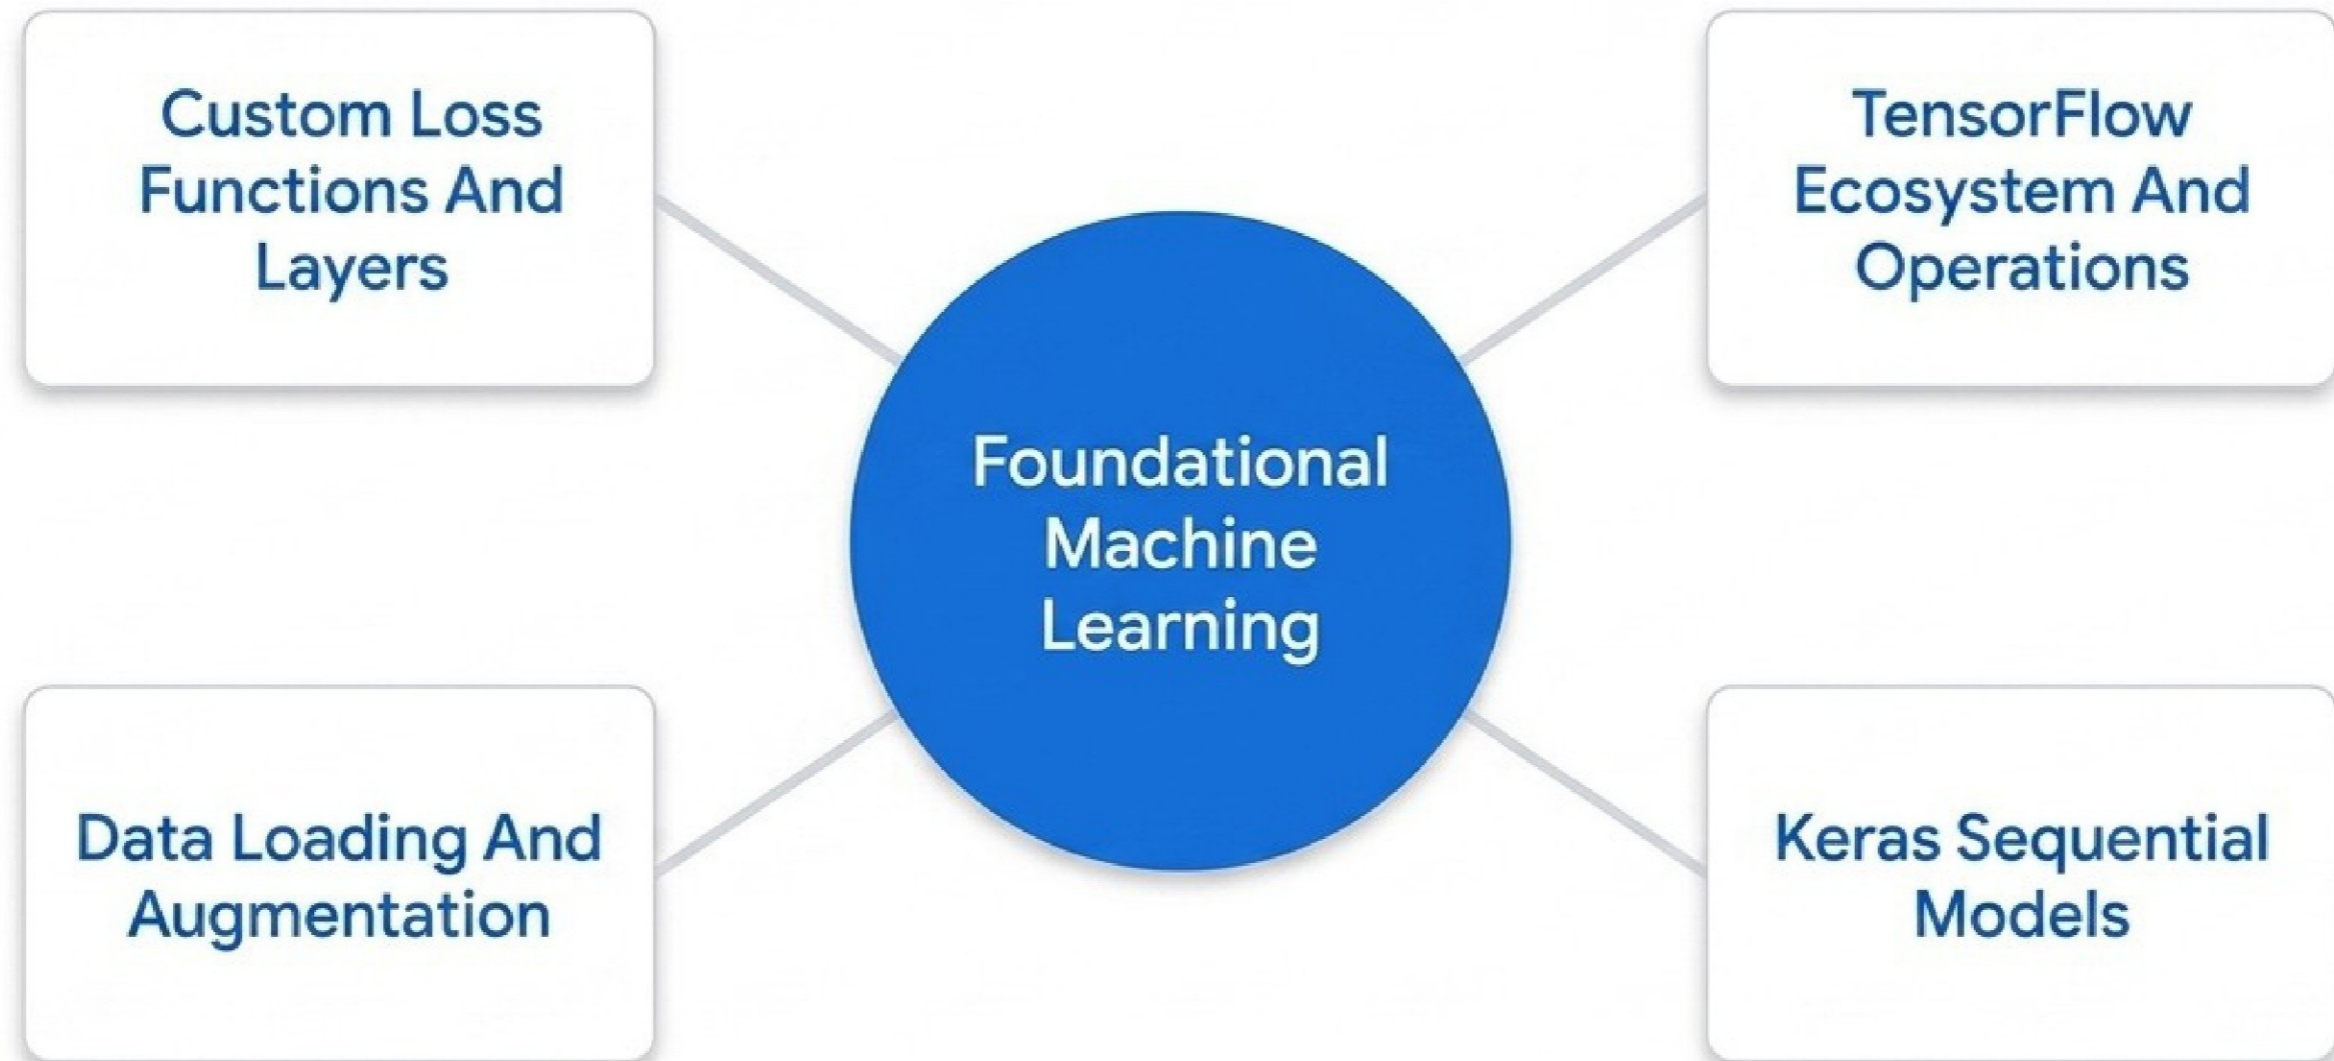 Custom Loss
Functions And
Layers
TensorFlow
Ecosystem And
Operations
Foundational
Machine
Learning
Data Loading And
Augmentation
Keras Sequential
Models